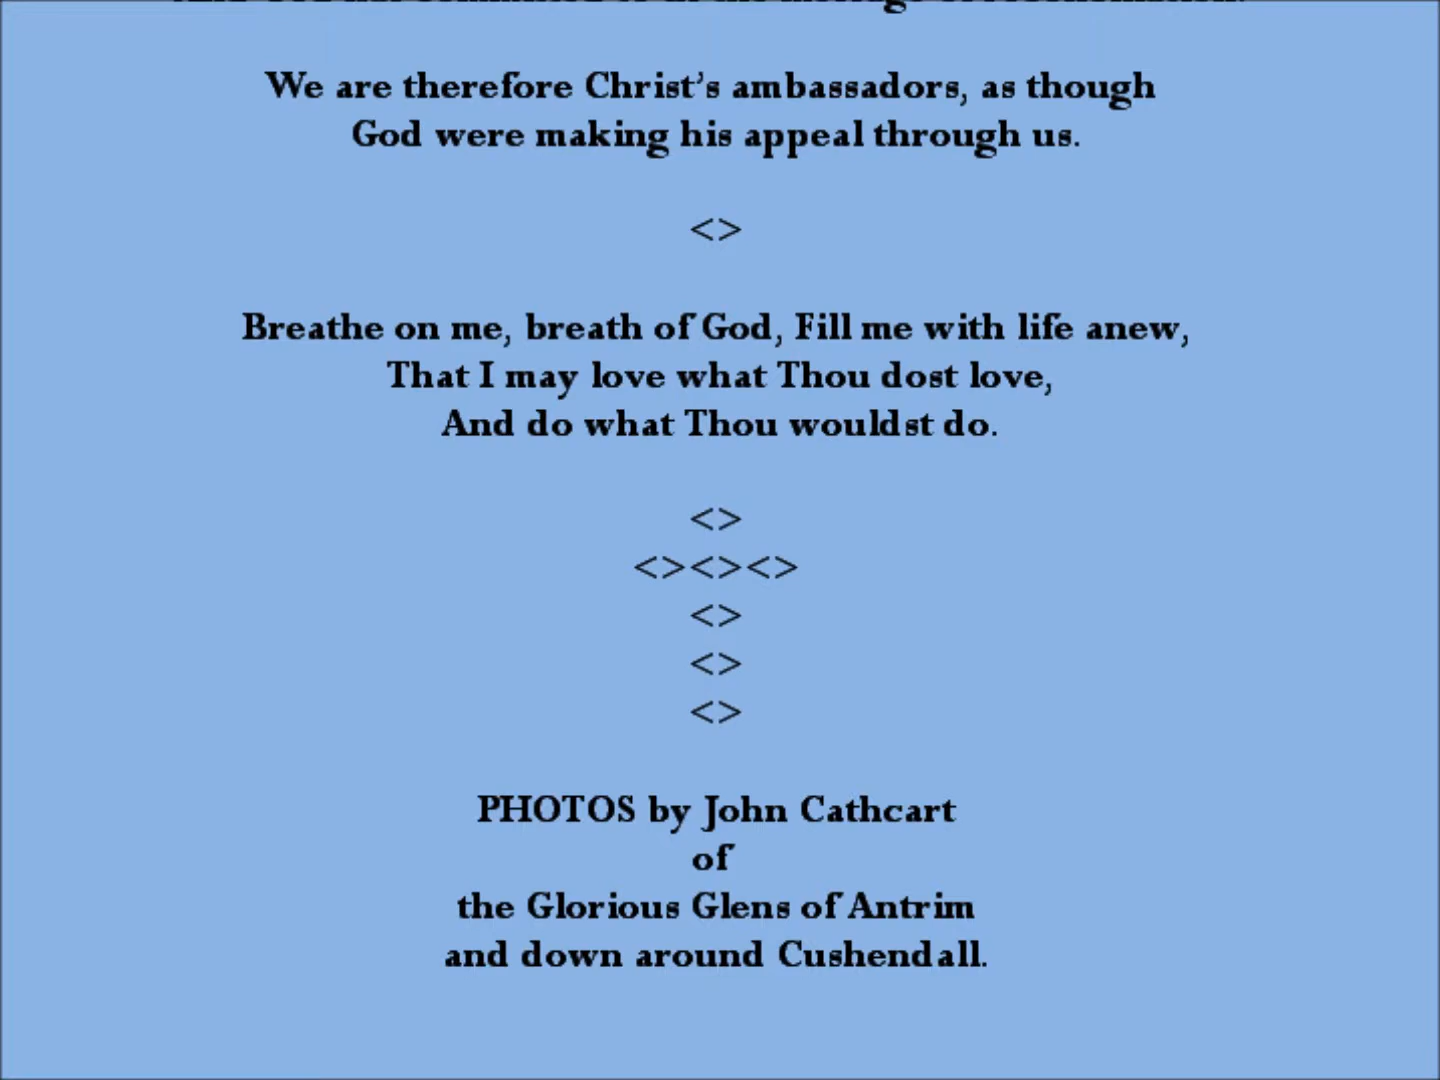 We are therefore Christ's ambassadors, as though
God were making his appeal through us.
<>
Breathe on me, breath of God, Fill me with life anew,
That I may love what Thou dost love,
And do what Thou wouldst do.
<>
<><><>
<>
<>
<>
PHOTOS by John Cathcart
of
the Glorious Glens of Antrim
and down around Cushendall.